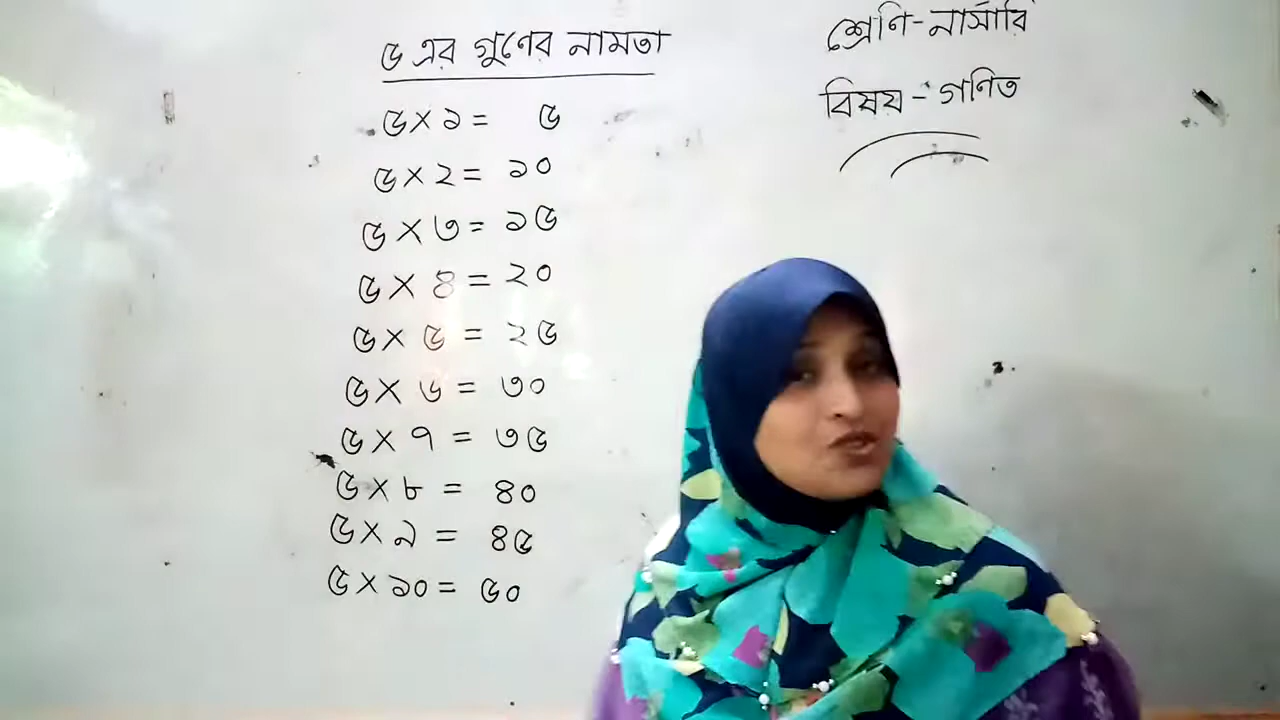 ৫ এর গুণের নামতা
৫ × ১ = ৫
৫ × ২ = ১০
৫ × ৩ = ১৫
৫ × ৪ = ২০
৫ × ৫ = ২৫
৫ × ৬ = ৩০
৫ × ৭ = ৩৫
৫ × ৮ = ৪০
৫ × ৯ = ৪৫
৫ × ১০ = ৫০
শ্রেণি - নার্সারি
বিষয় - গণিত